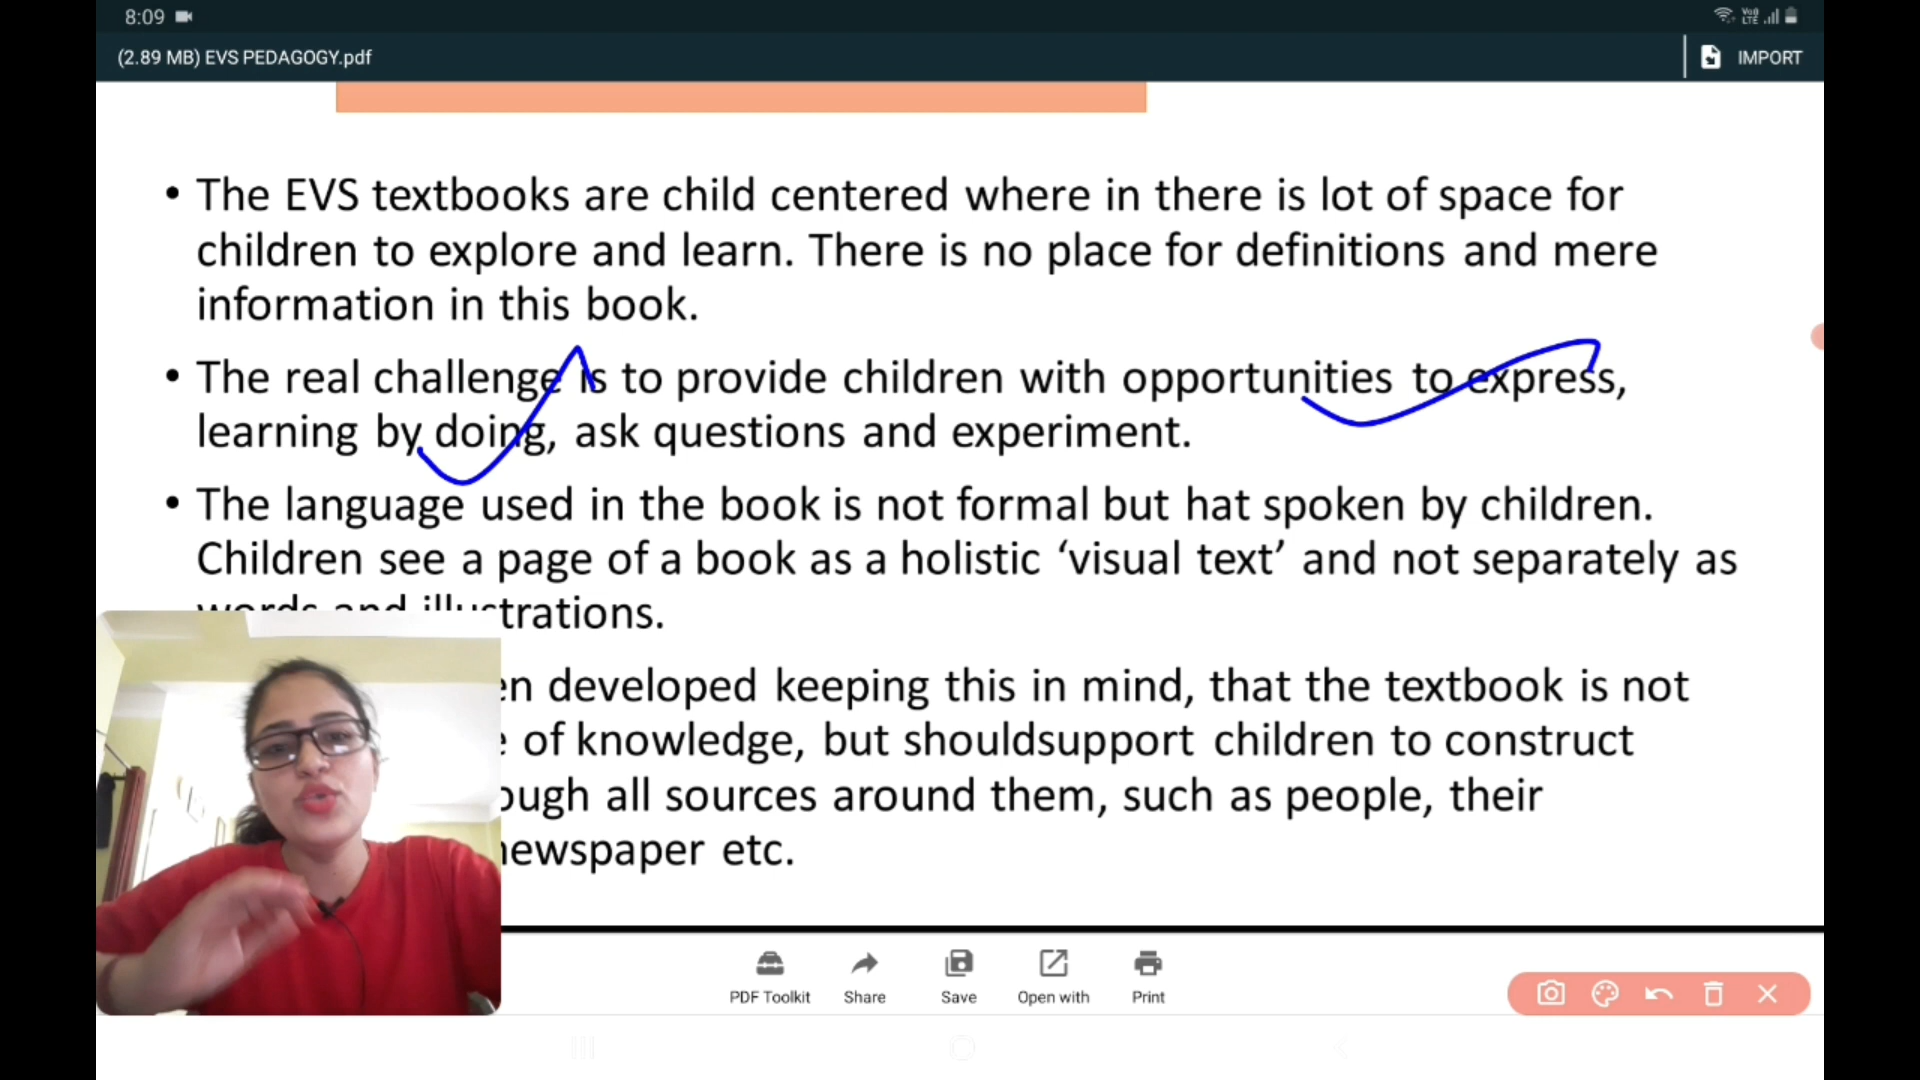 8:09
Vo) LTE
(2.89 MB) EVS PEDAGOGY.pdf
IMPORT
• The EVS textbooks are child centered where in there is lot of space for
children to explore and learn. There is no place for definitions and mere
information in this book.
• The real challenge is to provide children with opportunities to express,
learning by doing, ask questions and experiment.
• The language used in the book is not formal but hat spoken by children.
Children see a page of a book as a holistic ‘visual text’ and not separately as
words and illustrations.
developed keeping this in mind, that the textbook is not
of knowledge, but shouldsupport children to construct
all sources around them, such as people, their
newspaper etc.
PDF Toolkit
Share
Save
Open with
Print